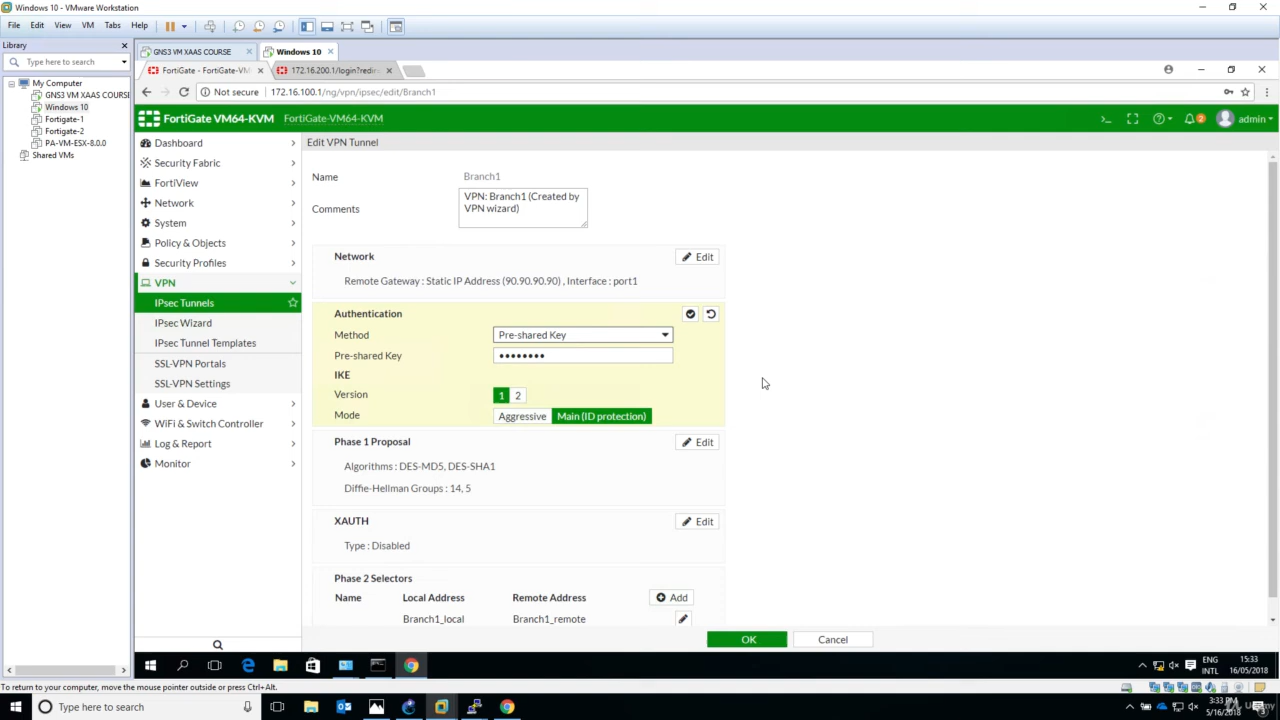 Windows 10 - VMware Workstation
File Edit View VM Tabs Help
Library
Type here to search
My Computer
GNS3 VM XAAS COURSE
Windows 10
Fortigate-1
Fortigate-2
PA-VM-ESX-8.0.0
Shared VMs
GNS3 VM XAAS COURSE
Windows 10
FortiGate - FortiGate-VM
172.16.200.1/login?redir
Not secure 172.16.100.1/ng/vpn/ipsec/edit/Branch1
FortiGate VM64-KVM FortiGate-VM64-KVM
2 admin
Dashboard
Security Fabric
FortiView
Network
System
Policy & Objects
Security Profiles
VPN
IPsec Tunnels
IPsec Wizard
IPsec Tunnel Templates
SSL-VPN Portals
SSL-VPN Settings
User & Device
WiFi & Switch Controller
Log & Report
Monitor
Edit VPN Tunnel
Name Branch1
Comments VPN: Branch1 (Created by
VPN wizard)
Network Edit
Remote Gateway : Static IP Address (90.90.90.90) , Interface : port1
Authentication
Method Pre-shared Key
Pre-shared Key ••••••••
IKE
Version 1 2
Mode Aggressive Main (ID protection)
Phase 1 Proposal Edit
Algorithms : DES-MD5, DES-SHA1
Diffie-Hellman Groups : 14, 5
XAUTH Edit
Type : Disabled
Phase 2 Selectors
Name Local Address Remote Address Add
Branch1_local Branch1_remote
OK Cancel
ENG
INTL
15:33
16/05/2018
To return to your computer, move the mouse pointer outside or press Ctrl+Alt.
Type here to search
3:33 PM
5/16/2018
Udemy